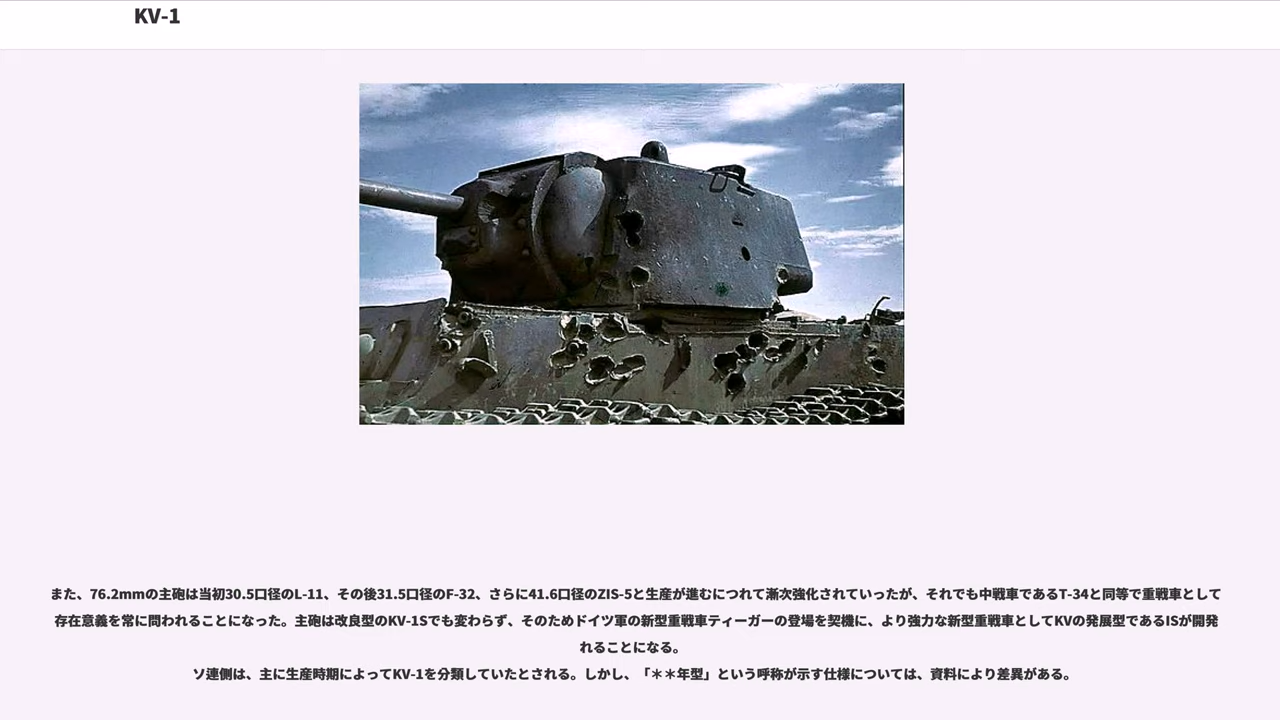 KV-1
また、76.2mmの主砲は当初30.5口径のL-11、その後31.5口径のF-32、さらに41.6口径のZIS-5と生産が進むにつれて漸次強化されていったが、それでも中戦車であるT-34と同等で重戦車として
存在意義を常に問われることになった。主砲は改良型のKV-1Sでも変わらず、そのためドイツ軍の新型重戦車ティーガーの登場を契機に、より強力な新型重戦車としてKVの発展型であるISが開発
れることになる。
ソ連側は、主に生産時期によってKV-1を分類していたとされる。しかし、「＊＊年型」という呼称が示す仕様については、資料により差異がある。